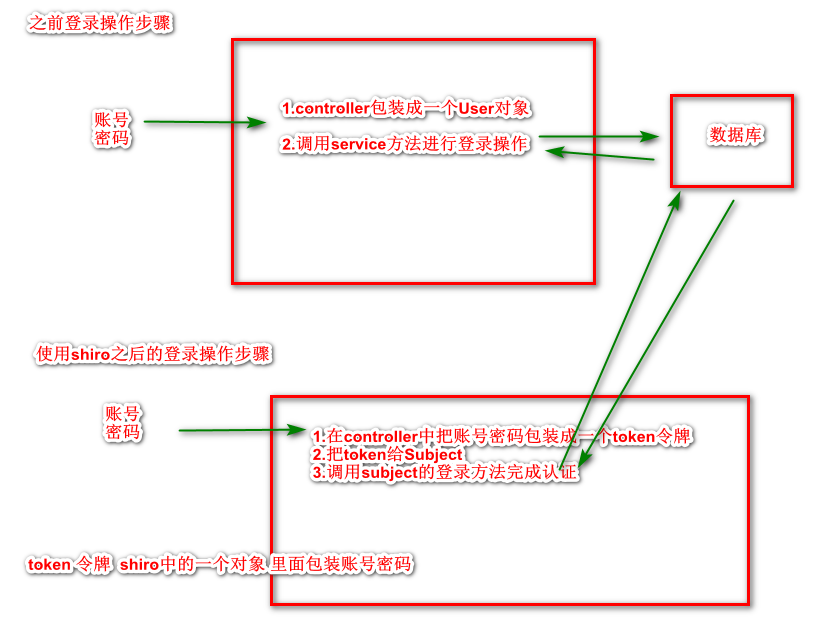 之前登录操作步骤
账号
密码
1.controller包装成一个User对象
2.调用service方法进行登录操作
数据库
使用shiro之后的登录操作步骤
账号
密码
1.在controller中把账号密码包装成一个token令牌
2.把token给Subject
3.调用subject的登录方法完成认证
token 令牌 shiro中的一个对象 里面包装账号密码